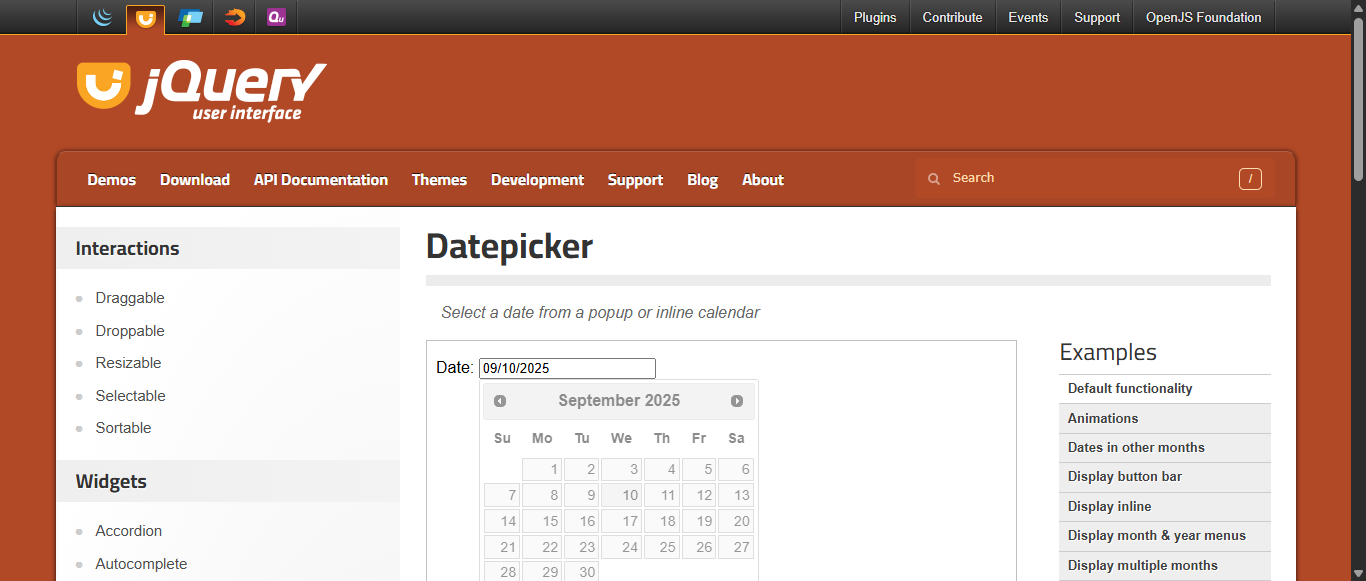 Qu
Plugins Contribute Events Support OpenJS Foundation
jQuery
user interface
Demos Download API Documentation Themes Development Support Blog About Search /
Interactions
Draggable
Droppable
Resizable
Selectable
Sortable
Widgets
Accordion
Autocomplete
Datepicker
Select a date from a popup or inline calendar
Date: 09/10/2025
September 2025
Su Mo Tu We Th Fr Sa
1 2 3 4 5 6
7 8 9 10 11 12 13
14 15 16 17 18 19 20
21 22 23 24 25 26 27
28 29 30
Examples
Default functionality
Animations
Dates in other months
Display button bar
Display inline
Display month & year menus
Display multiple months